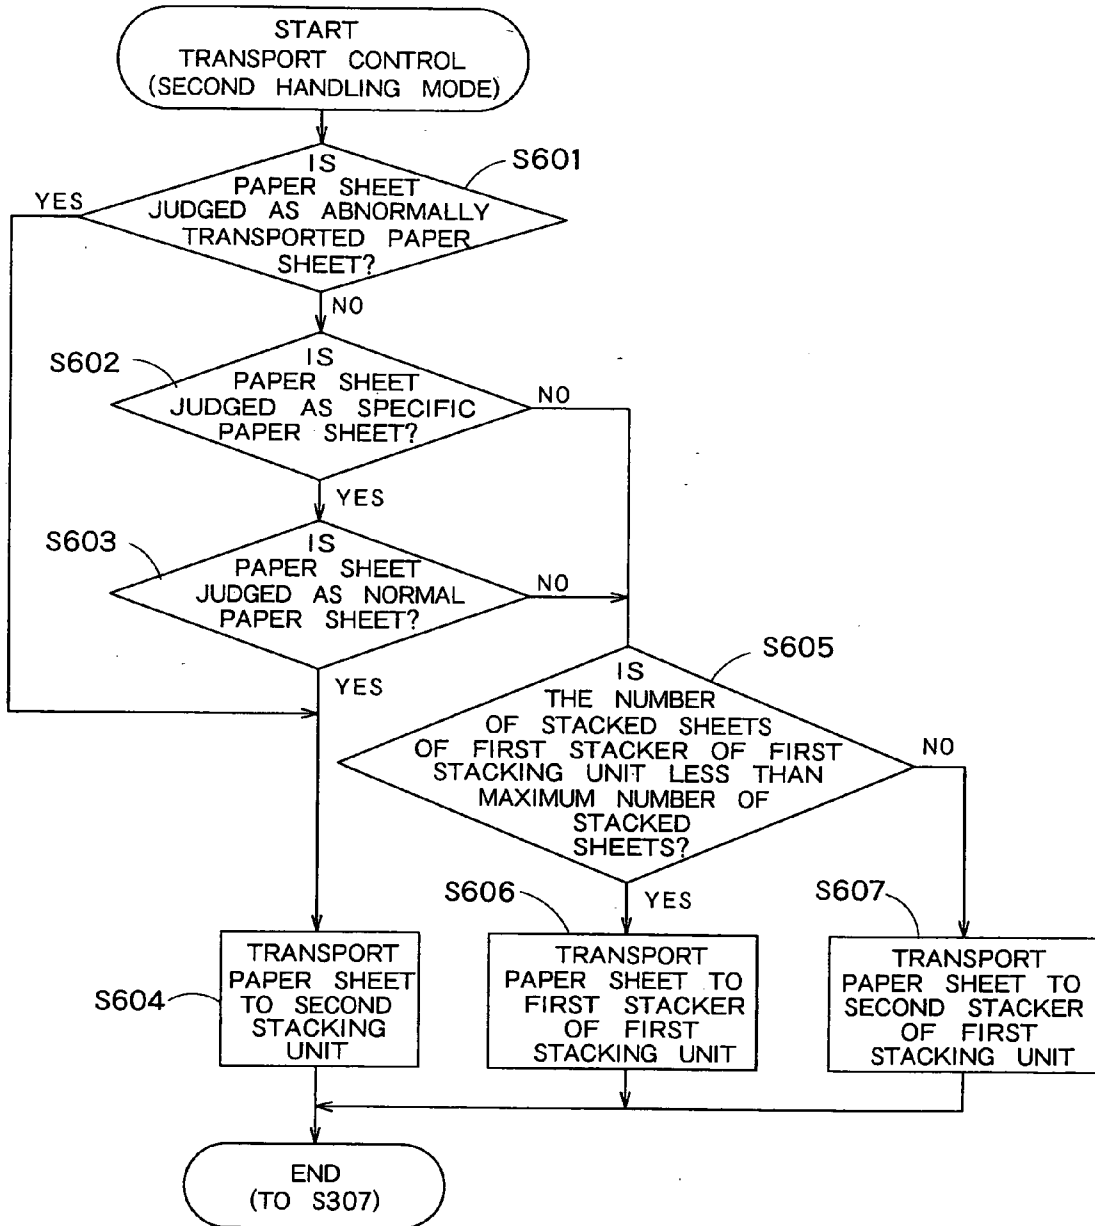 START
TRANSPORT CONTROL
(SECOND HANDLING MODE)
S601
IS
PAPER SHEET
JUDGED AS ABNORMALLY
TRANSPORTED PAPER
SHEET?
YES
NO
S602
IS
PAPER SHEET
JUDGED AS SPECIFIC
PAPER SHEET?
NO
YES
S603
IS
PAPER SHEET
JUDGED AS NORMAL
PAPER SHEET?
NO
YES
S605
IS
THE NUMBER
OF STACKED SHEETS
OF FIRST STACKER OF FIRST
STACKING UNIT LESS THAN
MAXIMUM NUMBER OF
STACKED
SHEETS?
NO
YES
S604
TRANSPORT
PAPER SHEET
TO SECOND
STACKING
UNIT
S606
TRANSPORT
PAPER SHEET TO
FIRST STACKER
OF FIRST
STACKING UNIT
S607
TRANSPORT
PAPER SHEET TO
SECOND STACKER
OF FIRST
STACKING UNIT
END
(TO S307)